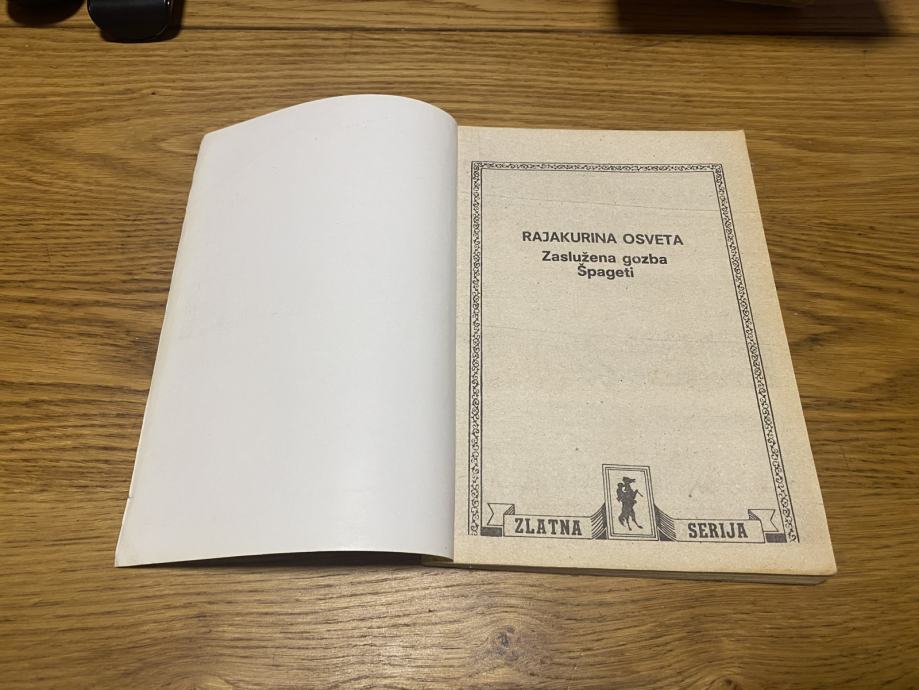 RAJAKURINA OSVETA
Zaslužena gozba
Špageti
ZLATNA SERIJA